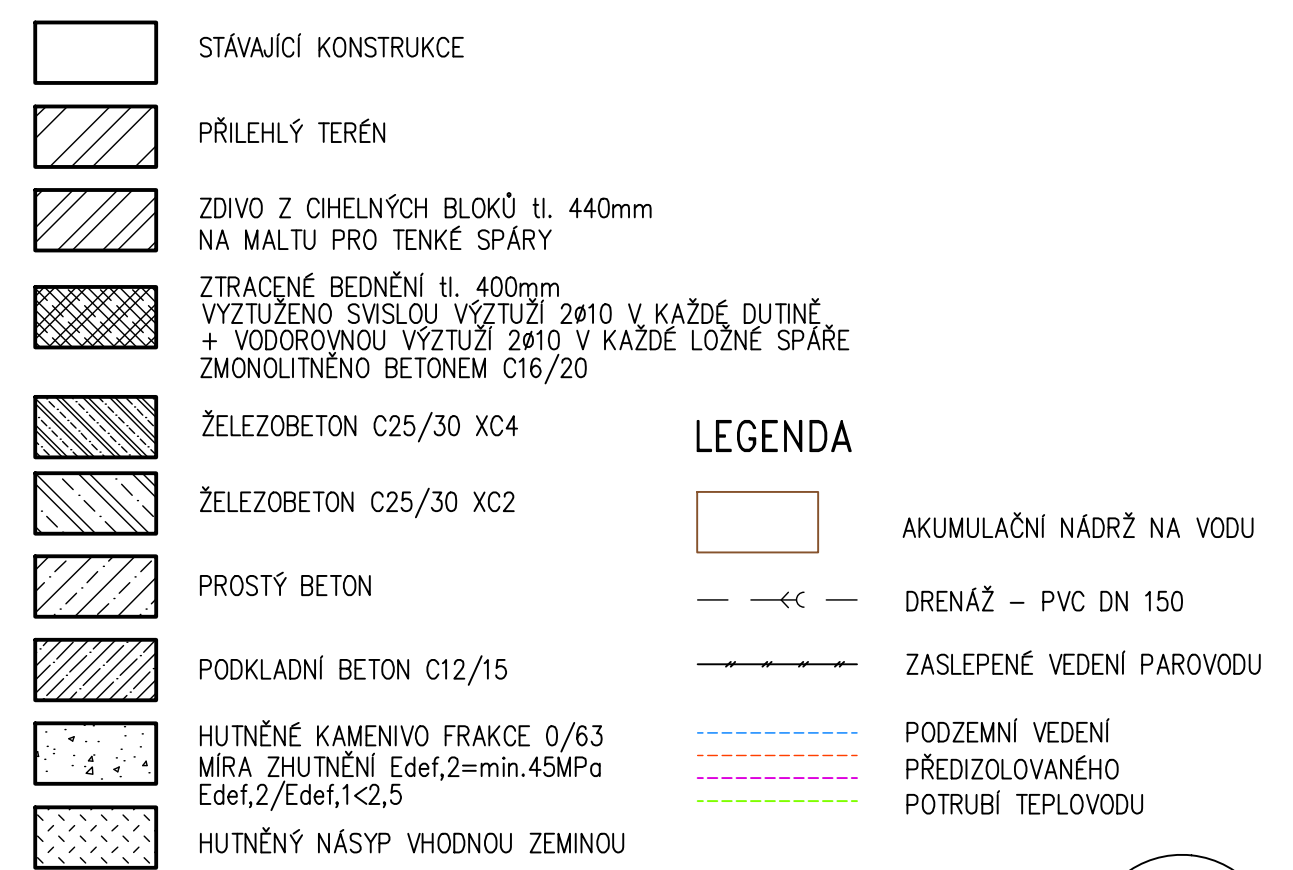 STÁVAJÍCÍ KONSTRUKCE
PŘILEHLÝ TERÉN
ZDIVO Z CIHELNÝCH BLOKŮ tl. 440mm
NA MALTU PRO TENKÉ SPÁRY
ZTRACENÉ BEDNĚNÍ tl. 400mm
VYZTUŽENO SVISLOU VÝZTUŽÍ 2ø10 V KAŽDÉ DUTINĚ
+ VODOROVNOU VÝZTUŽÍ 2ø10 V KAŽDÉ LOŽNÉ SPÁŘE
ZMONOLITNĚNO BETONEM C16/20
ŽELEZOBETON C25/30 XC4
ŽELEZOBETON C25/30 XC2
PROSTÝ BETON
PODKLADNÍ BETON C12/15
HUTNĚNÉ KAMENIVO FRAKCE 0/63
MÍRA ZHUTNĚNÍ Edef,2=min.45MPa
Edef,2/Edef,1<2,5
HUTNĚNÝ NÁSYP VHODNOU ZEMINOU
LEGENDA
AKUMULAČNÍ NÁDRŽ NA VODU
DRENÁŽ – PVC DN 150
ZASLEPENÉ VEDENÍ PAROVODU
PODZEMNÍ VEDENÍ
PŘEDIZOLOVANÉHO
POTRUBÍ TEPLOVODU